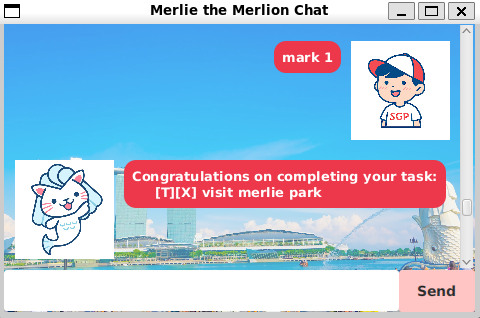 Merlie the Merlion Chat
mark 1
SGP
Congratulations on completing your task:
[T][X] visit merlie park
Send